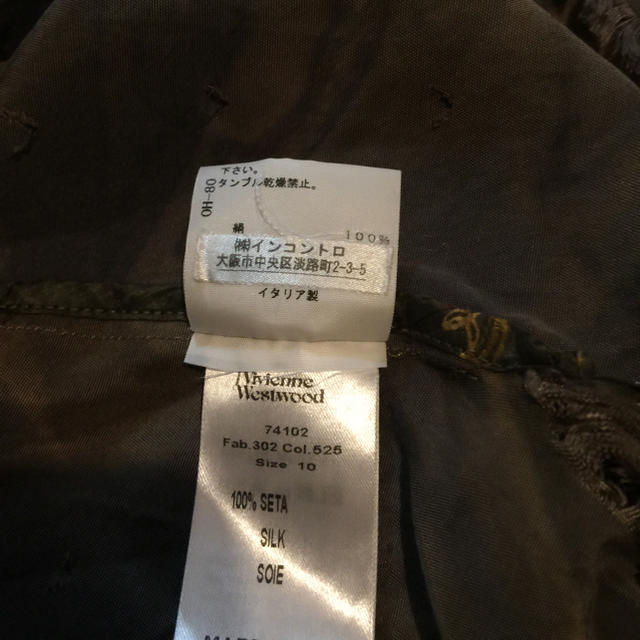 下さい。
タンブル乾燥禁止。
09-HO
絹 100%
㈱インコントロ
大阪市中央区淡路町2-3-5
イタリア製
Vivienne
Westwood
74102
Fab.302 Col.525
Size 10
100% SETA
SILK
SOIE